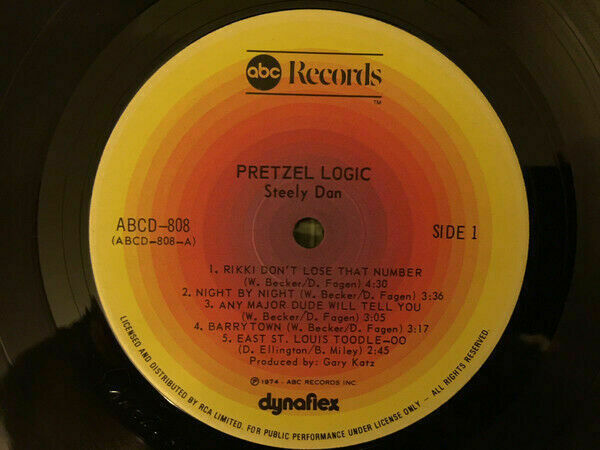 abc Records
TM
PRETZEL LOGIC
Steely Dan
ABCD-808
(ABCD-808-A)
SIDE 1
1. RIKKI DON'T LOSE THAT NUMBER
(W. Becker/D. Fagen) 4:30
2. NIGHT BY NIGHT (W. Becker/D. Fagen) 3:36
3. ANY MAJOR DUDE WILL TELL YOU
(W. Becker/D. Fagen) 3:05
4. BARRYTOWN (W. Becker/D. Fagen) 3:17
5. EAST ST. LOUIS TOODLE-OO
(D. Ellington/B. Miley) 2:45
Produced by: Gary Katz
Ⓟ1974 - ABC RECORDS INC
dynaflex
LICENSED AND DISTRIBUTED BY RCA LIMITED. FOR PUBLIC PERFORMANCE UNDER LICENSE ONLY - ALL RIGHTS RESERVED.